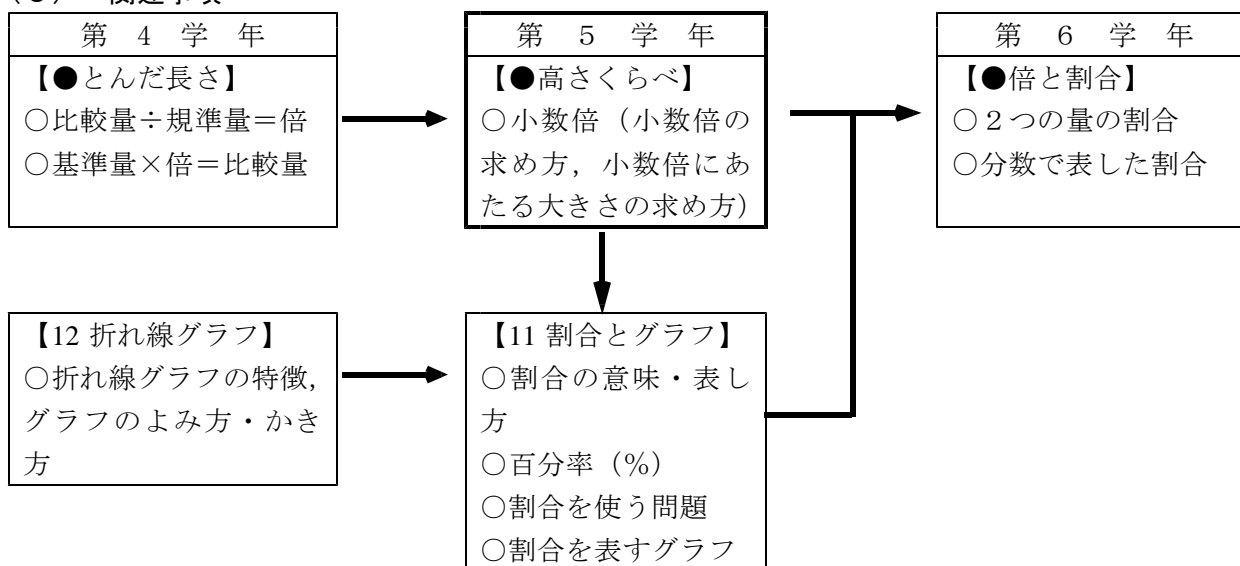 第 4 学 年
【●とんだ長さ】
○比較量÷規準量＝倍
○基準量×倍＝比較量
第 5 学 年
【●高さくらべ】
○小数倍（小数倍の
求め方，小数倍にあ
たる大きさの求め方）
第 6 学 年
【●倍と割合】
○２つの量の割合
○分数で表した割合
【12 折れ線グラフ】
○折れ線グラフの特徴，
グラフのよみ方・かき
方
【11 割合とグラフ】
○割合の意味・表し
方
○百分率（％）
○割合を使う問題
○割合を表すグラフ